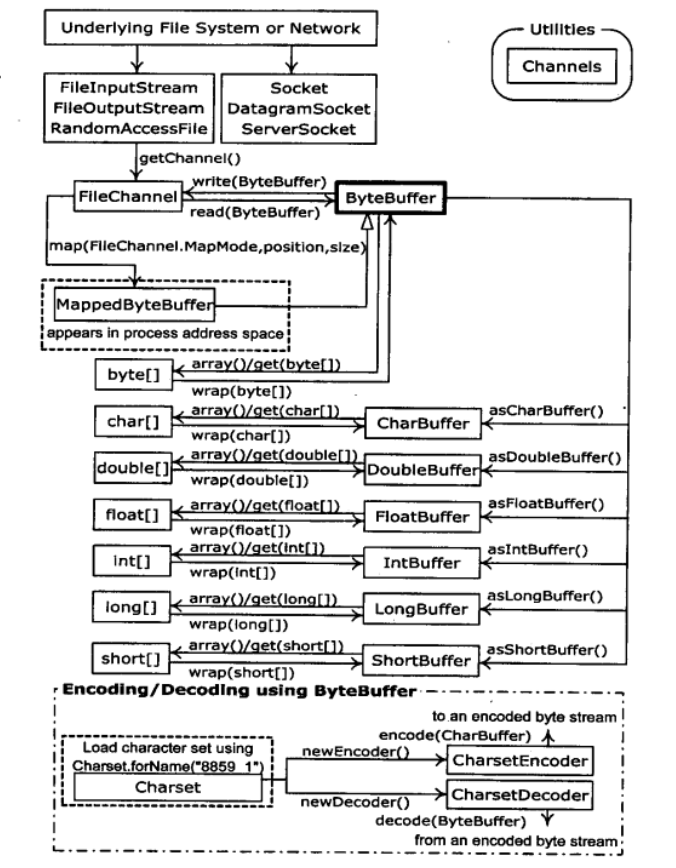 Underlying File System or Network
Utilities
Channels
FileInputStream
FileOutputStream
RandomAccessFile
Socket
DatagramSocket
ServerSocket
getChannel()
FileChannel
write(ByteBuffer)
read(ByteBuffer)
ByteBuffer
map(FileChannel.MapMode,position,size)
MappedByteBuffer
appears in process address space
byte[]
array()/get(byte[])
wrap(byte[])
char[]
array()/get(char[])
wrap(char[])
CharBuffer
asCharBuffer()
double[]
array()/get(double[])
wrap(double[])
DoubleBuffer
asDoubleBuffer()
float[]
array()/get(float[])
wrap(float[])
FloatBuffer
asFloatBuffer()
int[]
array()/get(int[])
wrap(int[])
IntBuffer
asIntBuffer()
long[]
array()/get(long[])
wrap(long[])
LongBuffer
asLongBuffer()
short[]
array()/get(short[])
wrap(short[])
ShortBuffer
asShortBuffer()
Encoding/Decoding using ByteBuffer
to an encoded byte stream
encode(CharBuffer)
Load character set using
Charset.forName("8859_1")
Charset
newEncoder()
CharsetEncoder
newDecoder()
CharsetDecoder
decode(ByteBuffer)
from an encoded byte stream